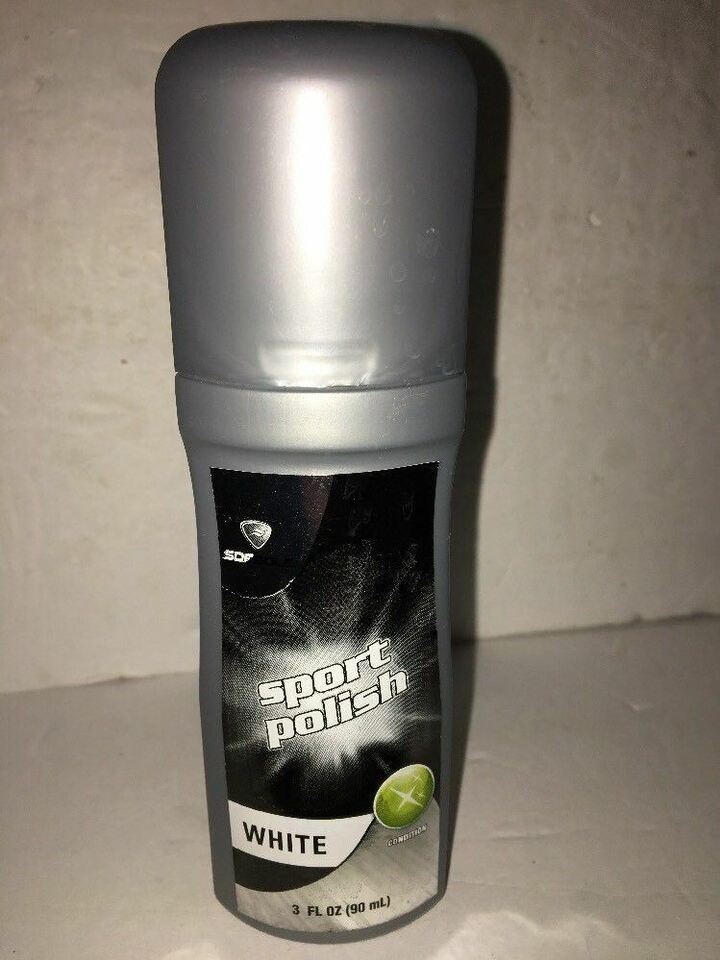 sport
polish
WHITE
CONDITION
3 FL OZ (90 mL)